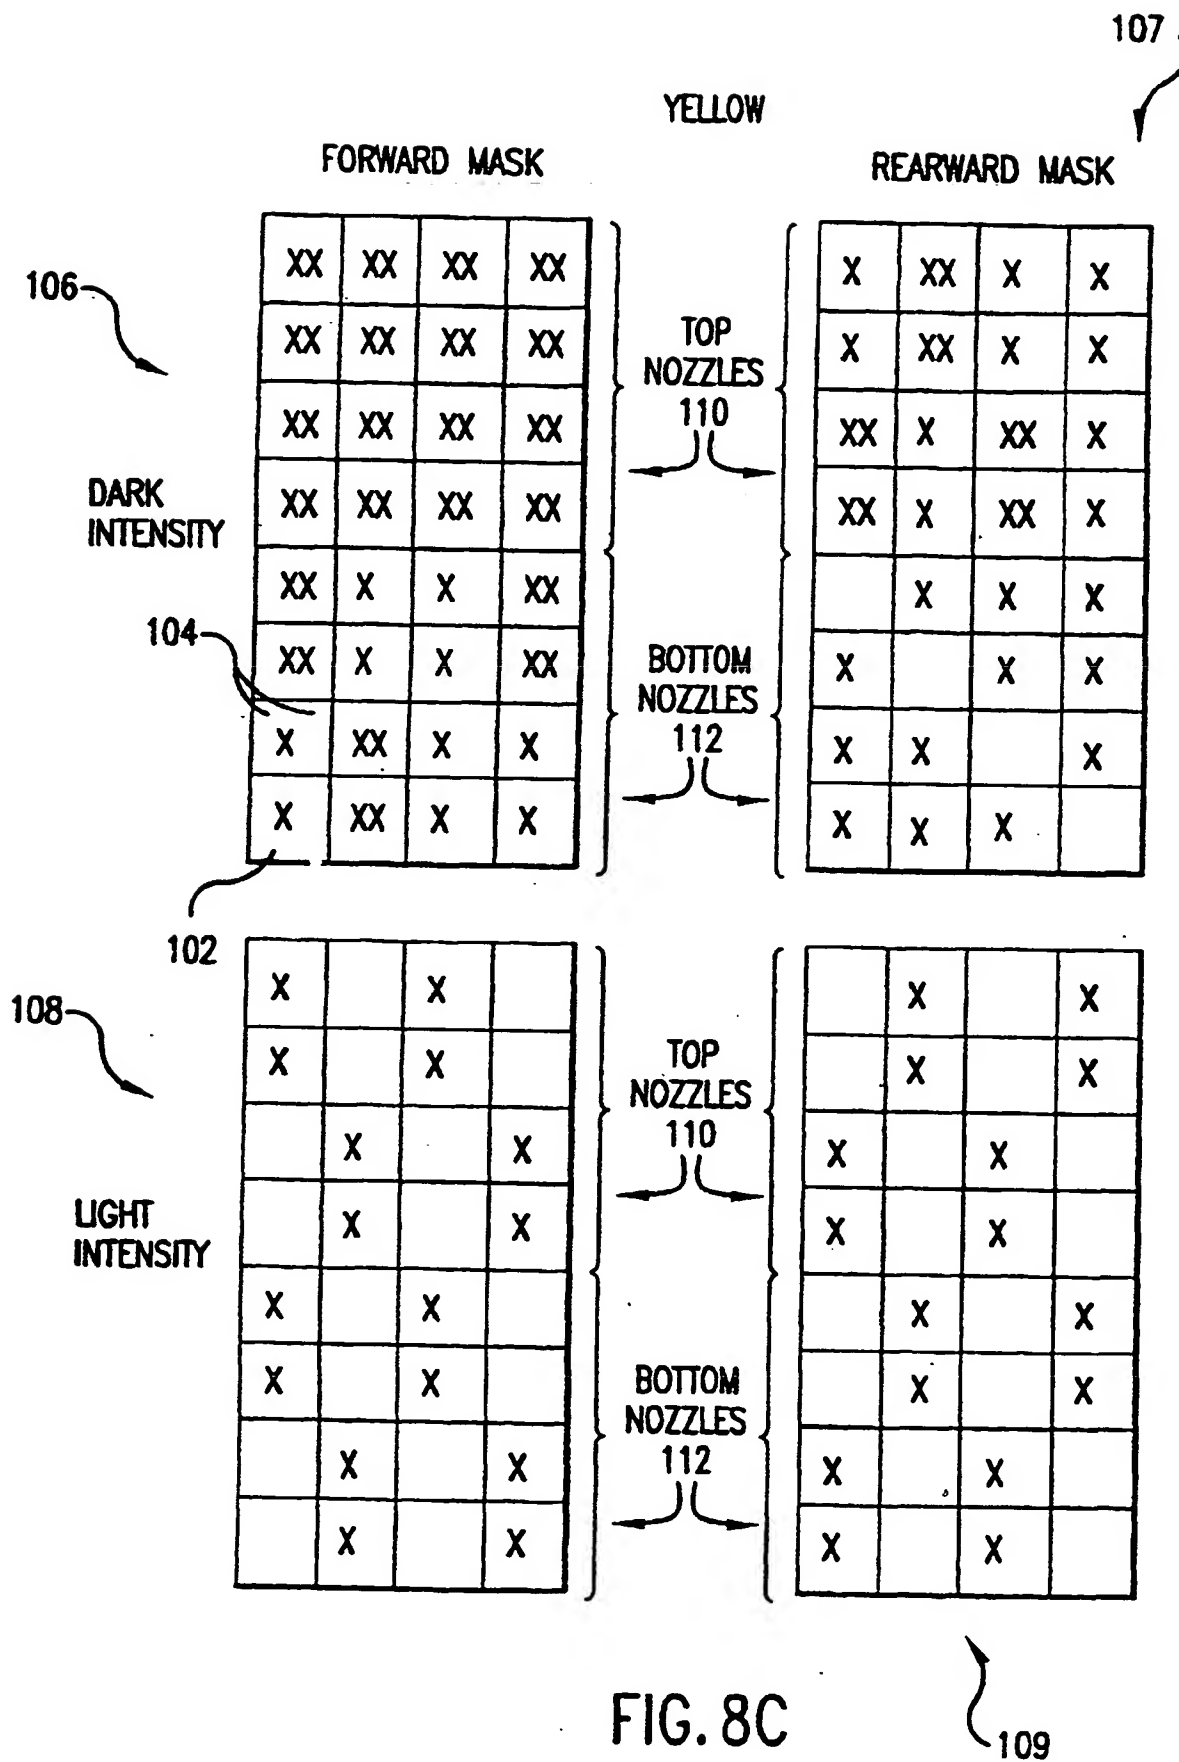 107
YELLOW
FORWARD MASK
REARWARD MASK
106
DARK
INTENSITY
104
102
XX XX XX XX
XX XX XX XX
XX XX XX XX
XX XX XX XX
XX X X XX
XX X X XX
X XX X X
X XX X X
TOP
NOZZLES
110
BOTTOM
NOZZLES
112
X XX X X
X XX X X
XX X XX X
XX X XX X
X X X
X X X
X X X
X X X
108
LIGHT
INTENSITY
X X
X X
X X
X X
X X
X X
X X
X X
TOP
NOZZLES
110
BOTTOM
NOZZLES
112
X X
X X
X X
X X
X X
X X
X X
X X
109
FIG. 8C